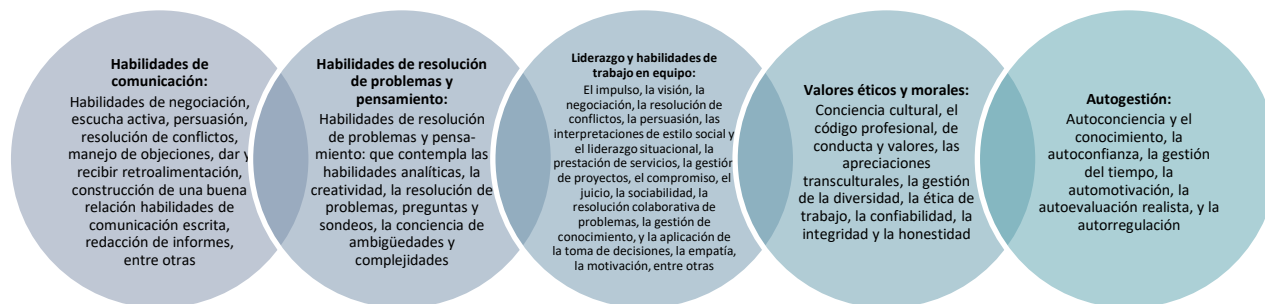 Habilidades de
comunicación:
Habilidades de negociación,
escucha activa, persuasión,
resolución de conflictos,
manejo de objeciones, dar y
recibir retroalimentación,
construcción de una buena
relación habilidades de
comunicación escrita,
redacción de informes,
entre otras
Habilidades de resolución
de problemas y
pensamiento:
Habilidades de resolución
de problemas y pensa-
miento: que contempla las
habilidades analíticas, la
creatividad, la resolución de
problemas, preguntas y
sondeos, la conciencia de
ambigüedades y
complejidades
Liderazgo y habilidades de
trabajo en equipo:
El impulso, la visión, la
negociación, la resolución de
conflictos, la persuasión, las
interpretaciones de estilo social y
el liderazgo situacional, la
prestación de servicios, la gestión
de proyectos, el compromiso, el
juicio, la sociabilidad, la
resolución colaborativa de
problemas, la gestión de
conocimiento, y la aplicación de
la toma de decisiones, la empatía,
la motivación, entre otras
Valores éticos y morales:
Conciencia cultural, el
código profesional, de
conducta y valores, las
apreciaciones
transculturales, la gestión
de la diversidad, la ética de
trabajo, la confiabilidad, la
integridad y la honestidad
Autogestión:
Autoconciencia y el
conocimiento, la
autoconfianza, la gestión
del tiempo, la
automotivación, la
autoevaluación realista, y la
autorregulación